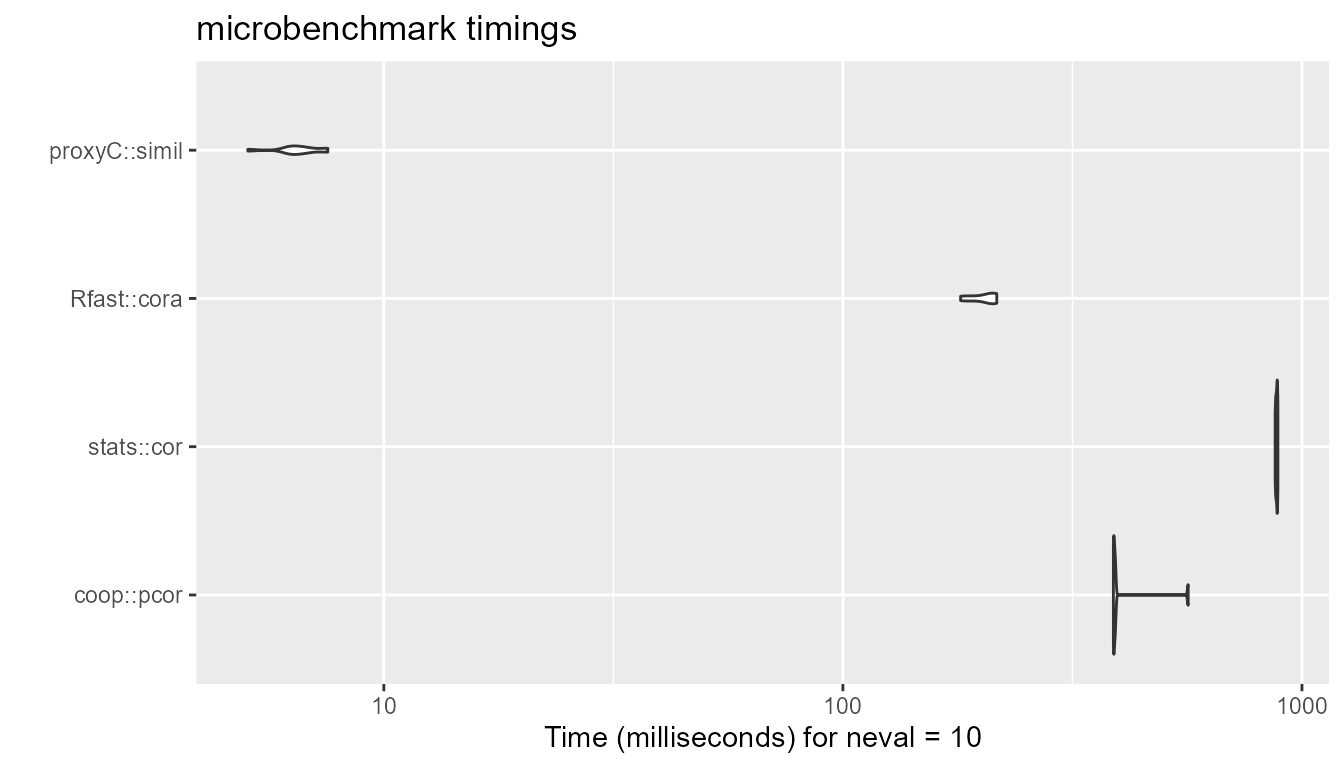 microbenchmark timings
proxyC::simil
Rfast::cora
stats::cor
coop::pcor
10 100 1000
Time (milliseconds) for neval = 10